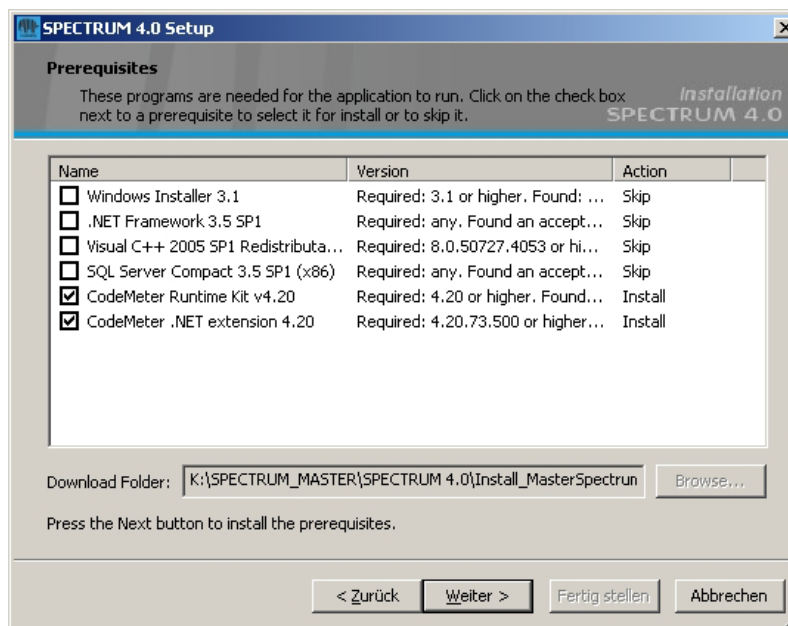 SPECTRUM 4.0 Setup
Prerequisites
These programs are needed for the application to run. Click on the check box
next to a prerequisite to select it for install or to skip it.
Installation
SPECTRUM 4.0
Name Version Action
Windows Installer 3.1 Required: 3.1 or higher. Found: ... Skip
.NET Framework 3.5 SP1 Required: any. Found an accept... Skip
Visual C++ 2005 SP1 Redistributa... Required: 8.0.50727.4053 or hi... Skip
SQL Server Compact 3.5 SP1 (x86) Required: any. Found an accept... Skip
CodeMeter Runtime Kit v4.20 Required: 4.20 or higher. Found... Install
CodeMeter .NET extension 4.20 Required: 4.20.73.500 or higher... Install
Download Folder: K:\SPECTRUM_MASTER\SPECTRUM 4.0\Install_MasterSpectrun Browse...
Press the Next button to install the prerequisites.
< Zurück Weiter > Fertig stellen Abbrechen